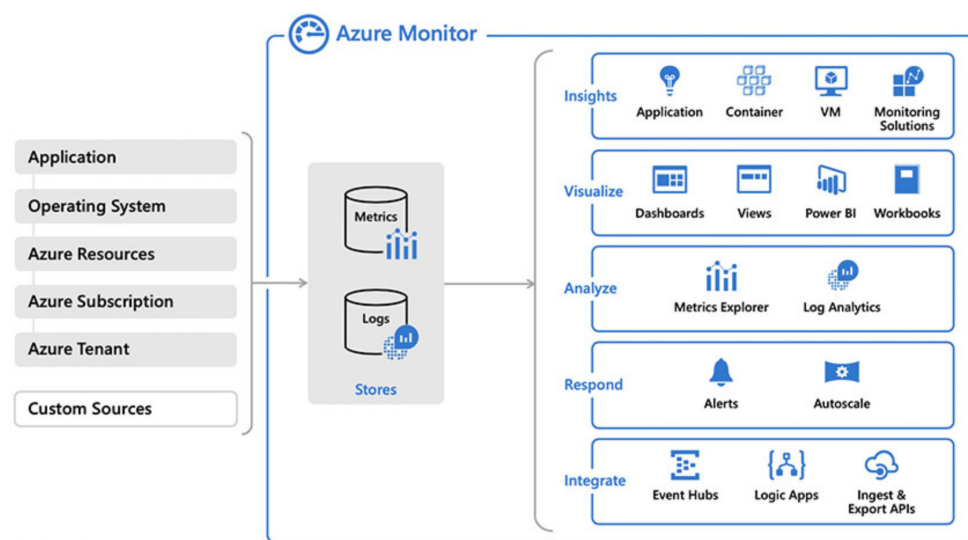 Azure Monitor
Application
Operating System
Azure Resources
Azure Subscription
Azure Tenant
Custom Sources
Metrics
Logs
Stores
Insights
Application
Container
VM
Monitoring
Solutions
Visualize
Dashboards
Views
Power BI
Workbooks
Analyze
Metrics Explorer
Log Analytics
Respond
Alerts
Autoscale
Integrate
Event Hubs
Logic Apps
Ingest &
Export APIs